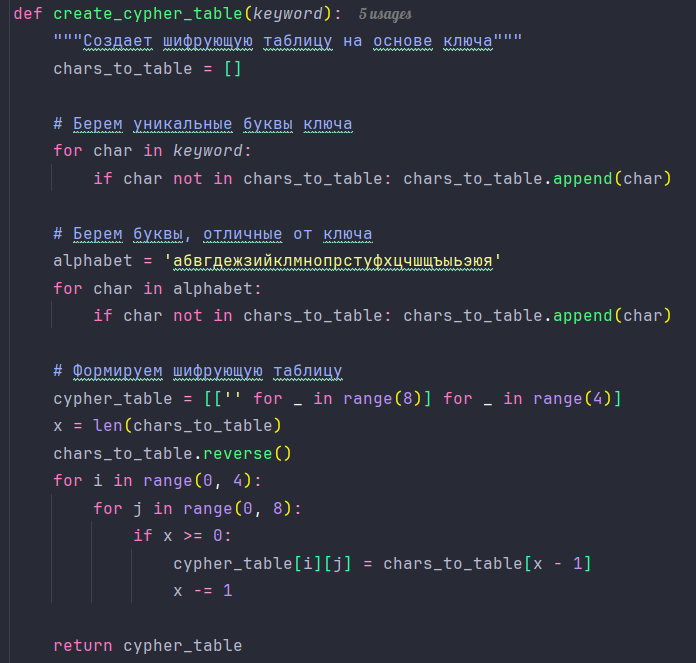 def create_cypher_table(keyword): 5 usages
    """Создает шифрующую таблицу на основе ключа"""
    chars_to_table = []

    # Берем уникальные буквы ключа
    for char in keyword:
        if char not in chars_to_table: chars_to_table.append(char)

    # Берем буквы, отличные от ключа
    alphabet = 'абвгдежзийклмнопрстуфхцчшщъыьэюя'
    for char in alphabet:
        if char not in chars_to_table: chars_to_table.append(char)

    # Формируем шифрующую таблицу
    cypher_table = [['' for _ in range(8)] for _ in range(4)]
    x = len(chars_to_table)
    chars_to_table.reverse()
    for i in range(0, 4):
        for j in range(0, 8):
            if x >= 0:
                cypher_table[i][j] = chars_to_table[x - 1]
                x -= 1

    return cypher_table